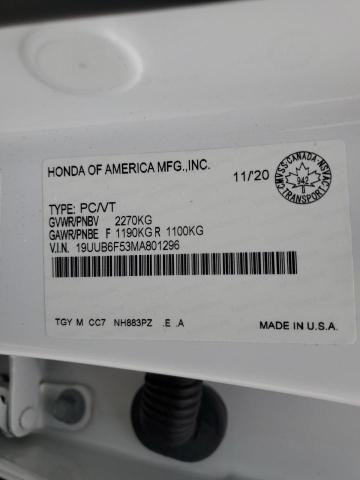 HONDA OF AMERICA MFG.,INC.
11/'20
TYPE: PC/VT
GVWR/PNBV 2270KG
GAWR/PNBE F 1190KG R 1100KG
V.I.N. 19UUB6F53MA801296
TGY M CC7 NH883PZ .E .A
MADE IN U.S.A.
CMVSS·CANADA·NSVAC
942
TRANSPORT